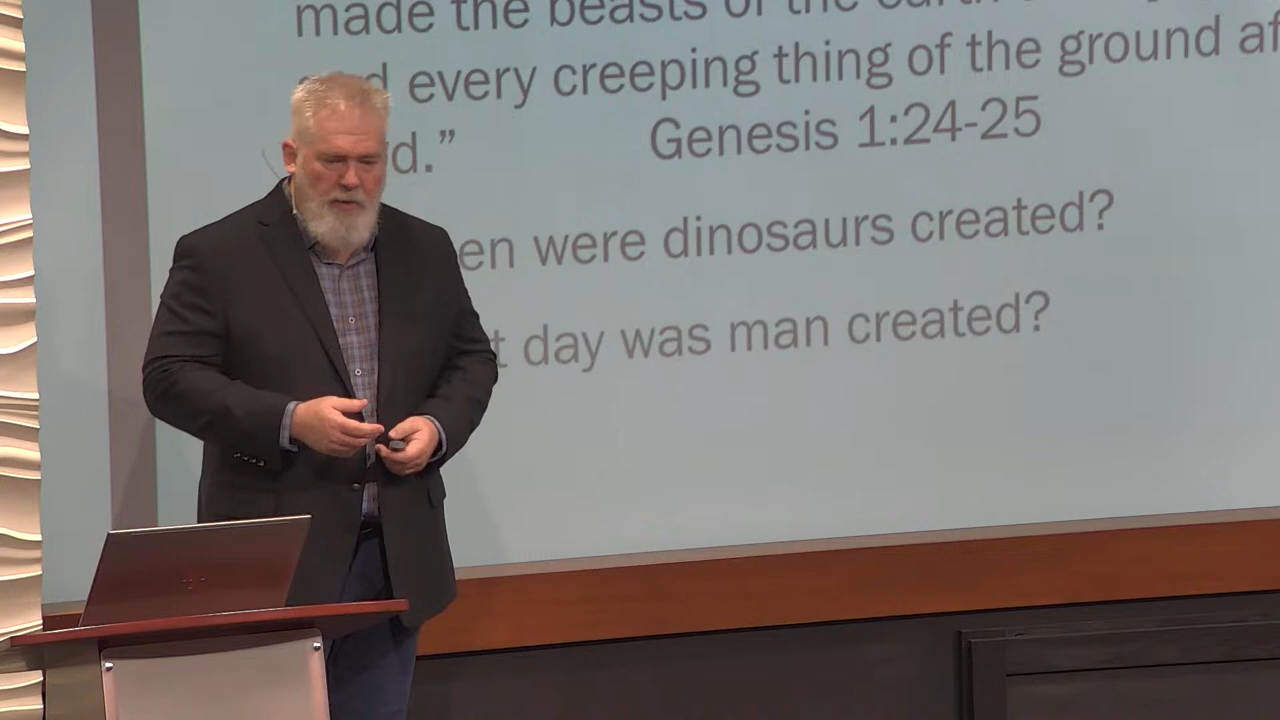 made the beasts of the earth
every creeping thing of the ground
d.” Genesis 1:24-25
en were dinosaurs created?
t day was man created?